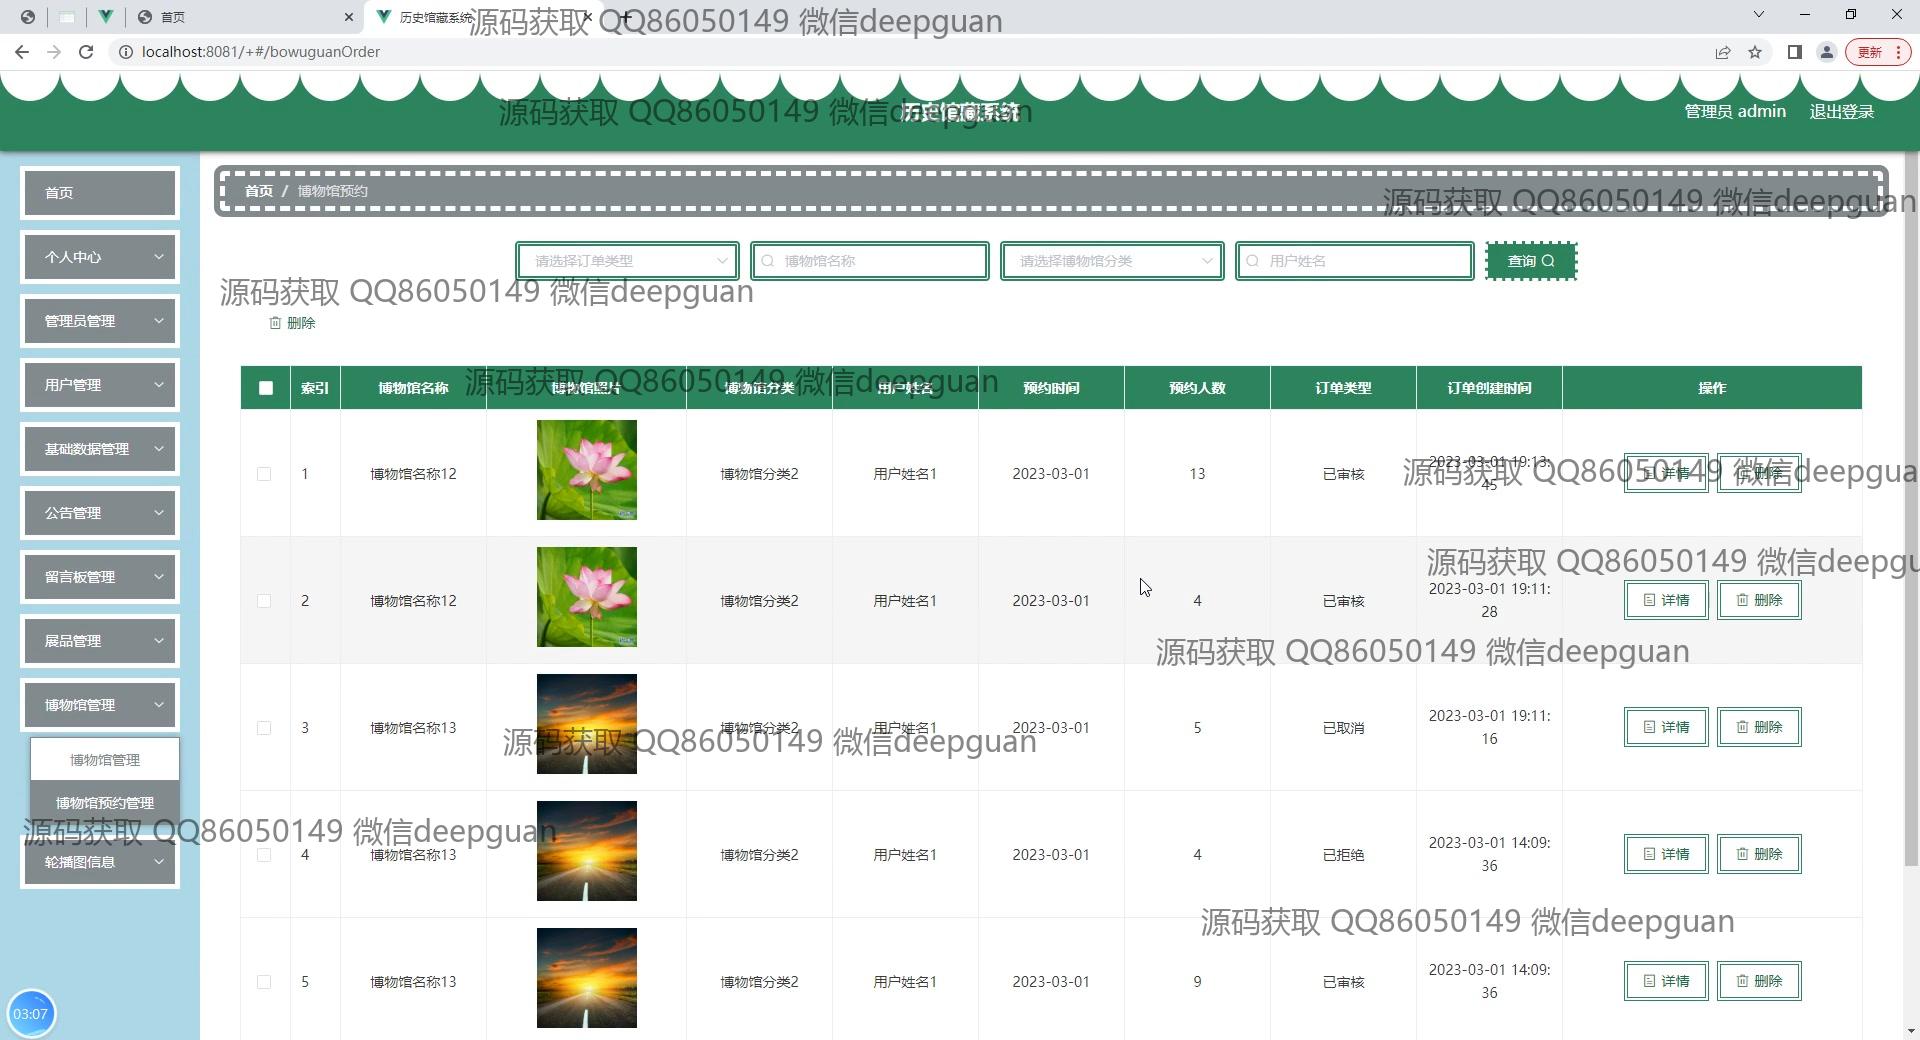 首页
历史馆藏系统
源码获取 QQ86050149 微信deepguan
localhost:8081/+#/bowuguanOrder
更新
历史馆藏系统
源码获取 QQ86050149 微信deepguan
管理员 admin 退出登录
首页
个人中心
管理员管理
用户管理
基础数据管理
公告管理
留言板管理
展品管理
博物馆管理
博物馆管理
博物馆预约管理
轮播图信息
03:07
首页 / 博物馆预约
源码获取 QQ86050149 微信deepguan
请选择订单类型 博物馆名称 请选择博物馆分类 用户姓名 查询
源码获取 QQ86050149 微信deepguan
删除
索引 博物馆名称 博物馆照片 博物馆分类 用户姓名 预约时间 预约人数 订单类型 订单创建时间 操作
源码获取 QQ86050149 微信deepguan
1 博物馆名称12 博物馆分类2 用户姓名1 2023-03-01 13 已审核 2023-03-01 19:13:45 详情 删除
源码获取 QQ86050149 微信deepgua
源码获取 QQ86050149 微信deepgu
2 博物馆名称12 博物馆分类2 用户姓名1 2023-03-01 4 已审核 2023-03-01 19:11:28 详情 删除
源码获取 QQ86050149 微信deepguan
3 博物馆名称13 博物馆分类2 用户姓名1 2023-03-01 5 已取消 2023-03-01 19:11:16 详情 删除
源码获取 QQ86050149 微信deepguan
源码获取 QQ86050149 微信deepguan
4 博物馆名称13 博物馆分类2 用户姓名1 2023-03-01 4 已拒绝 2023-03-01 14:09:36 详情 删除
源码获取 QQ86050149 微信deepguan
5 博物馆名称13 博物馆分类2 用户姓名1 2023-03-01 9 已审核 2023-03-01 14:09:36 详情 删除